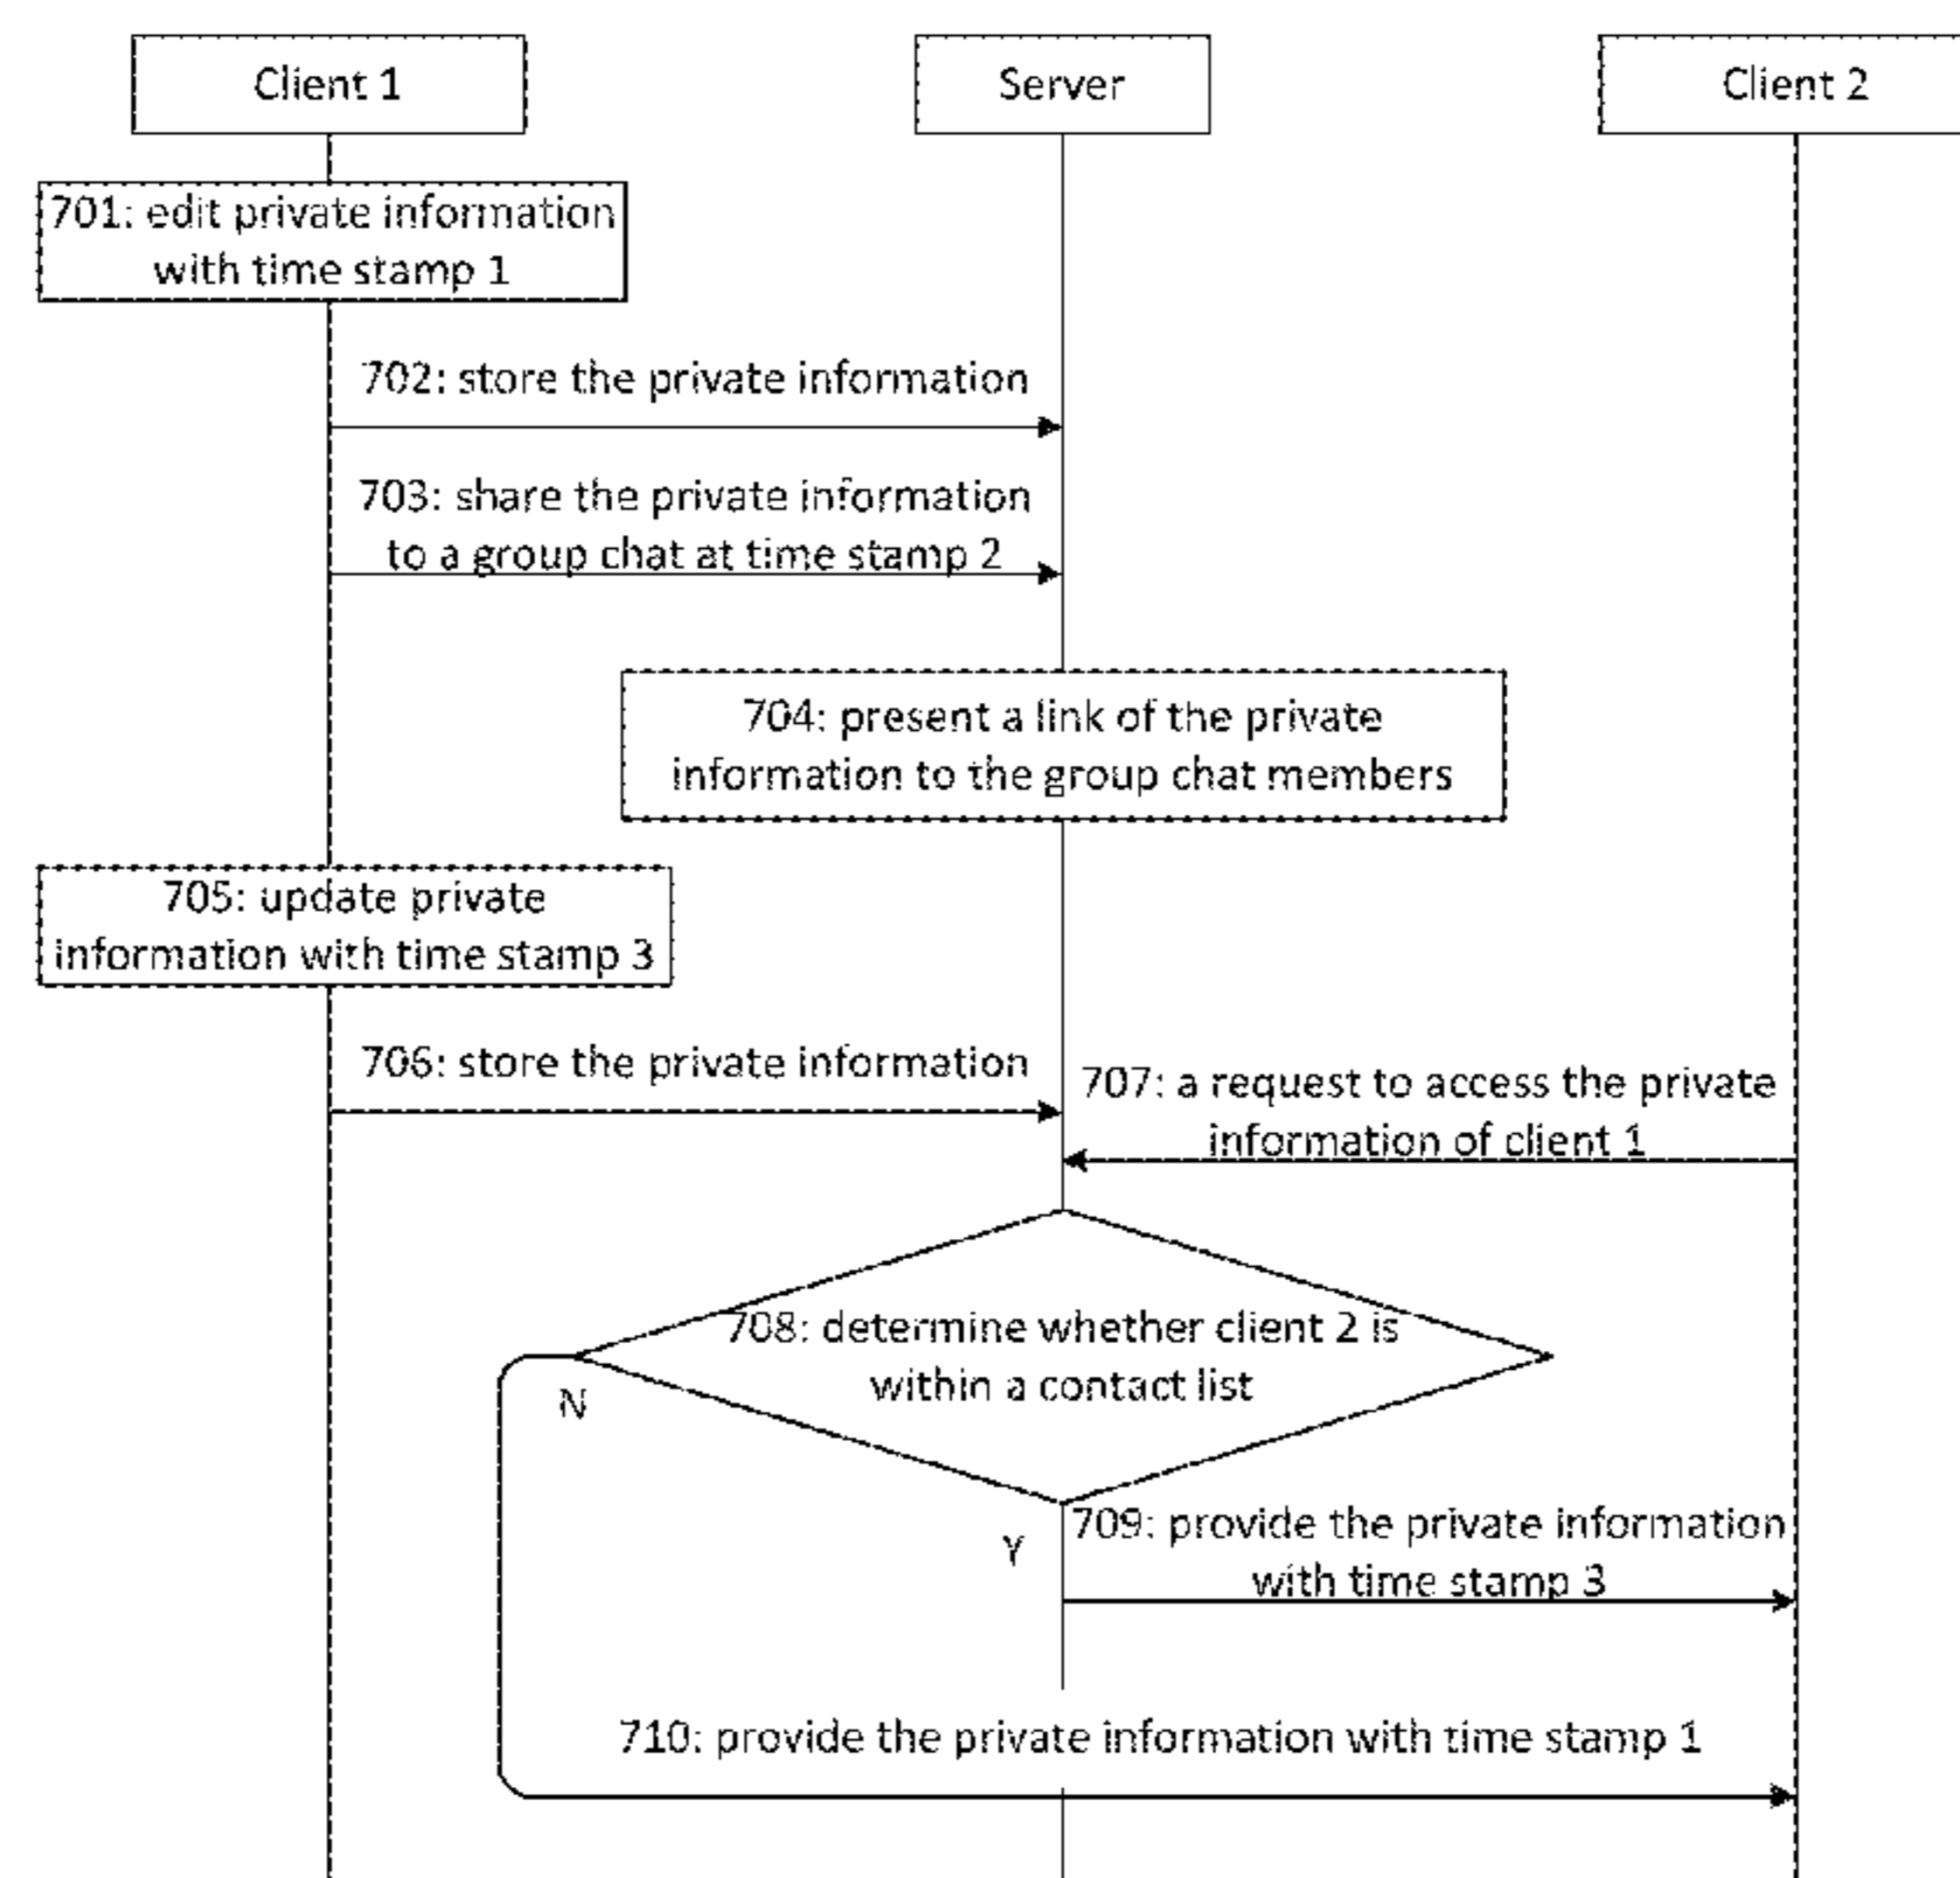 Client 1
Server
Client 2
701: edit private information
with time stamp 1
702: store the private information
703: share the private information
to a group chat at time stamp 2
704: present a link of the private
information to the group chat members
705: update private
information with time stamp 3
706: store the private information
707: a request to access the private
information of client 1
708: determine whether client 2 is
within a contact list
N
Y
709: provide the private information
with time stamp 3
710: provide the private information with time stamp 1